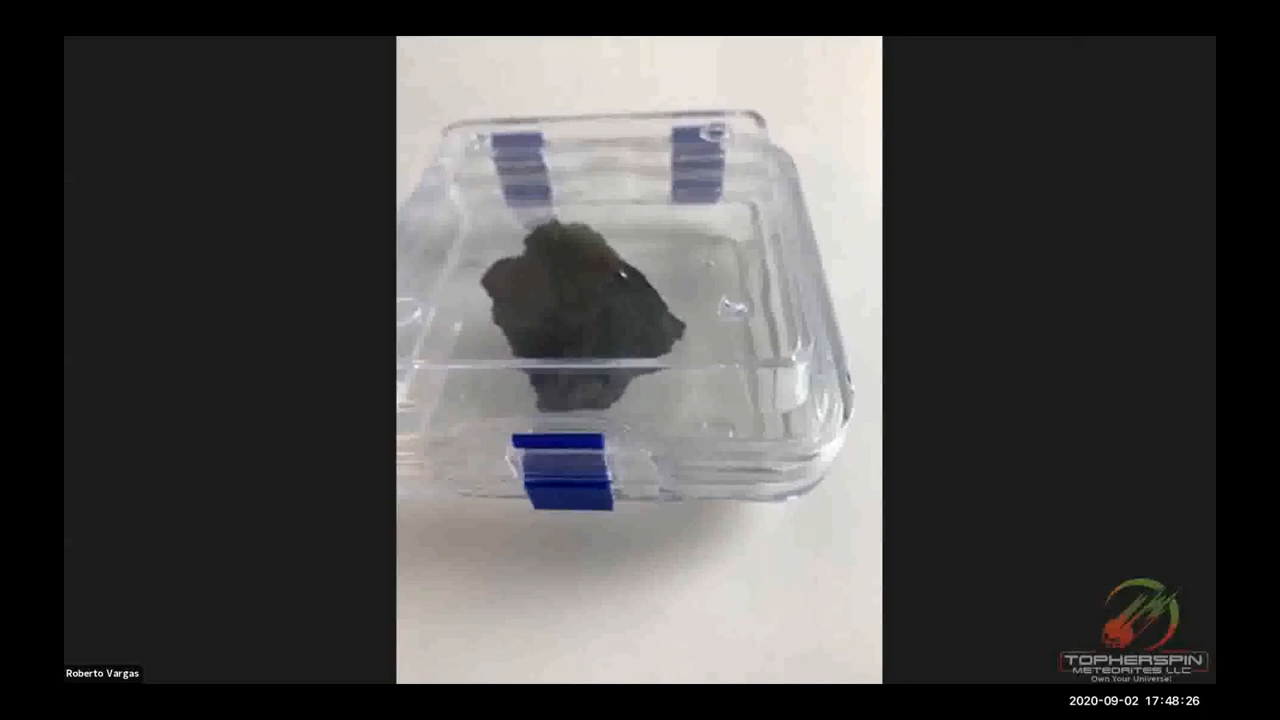 Roberto Vargas
TOPHERSPIN
METEORITES LLC
Own Your Universe!
2020-09-02 17:48:26